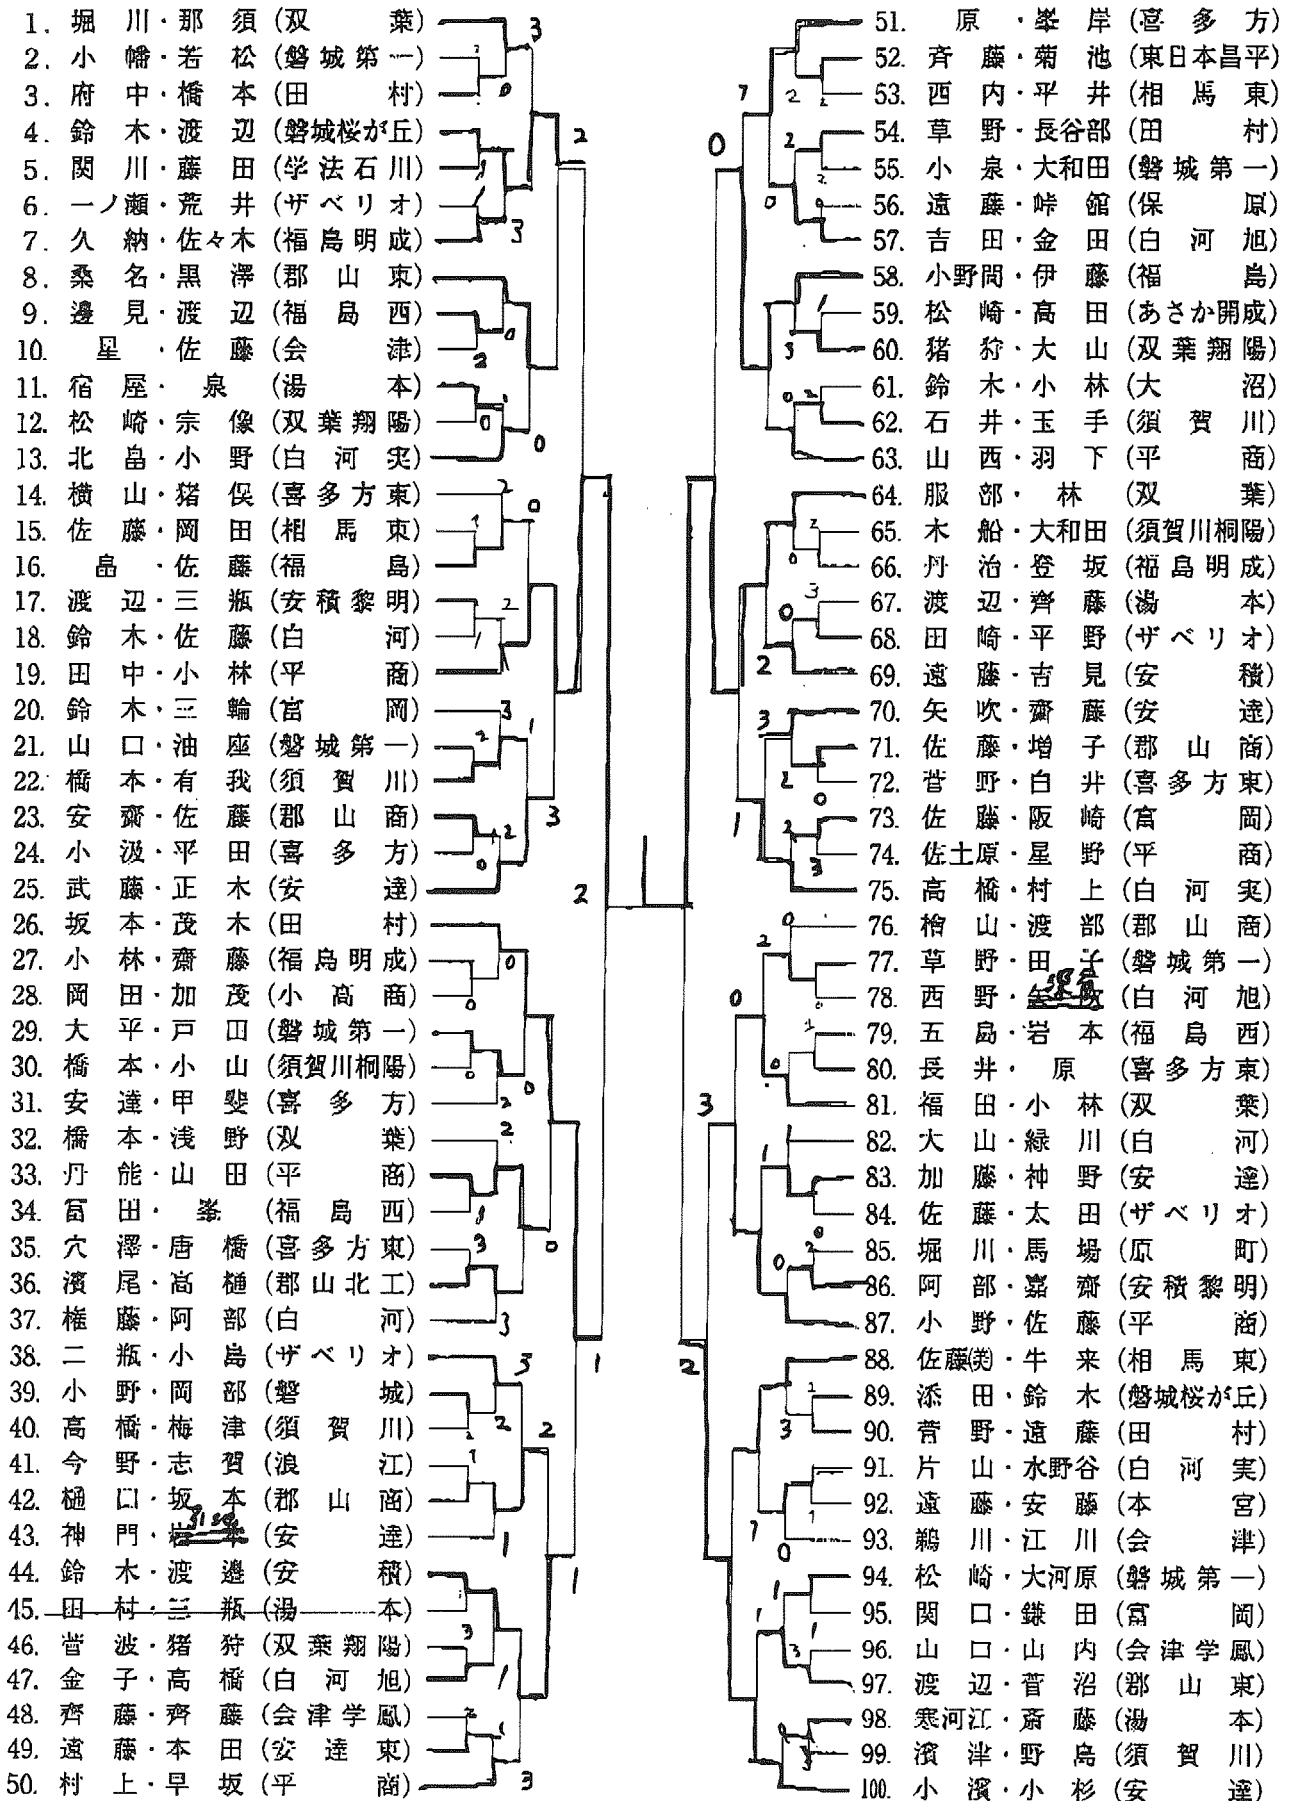 1. 堀川・那須(双葉)
2. 小幡・若松(磐城第一)
3. 府中・橋本(田村)
4. 鈴木・渡辺(磐城桜が丘)
5. 関川・藤田(学法石川)
6. 一ノ瀬・荒井(ザベリオ)
7. 久納・佐々木(福島明成)
8. 桑名・黒澤(郡山東)
9. 邊見・渡辺(福島西)
10. 星・佐藤(会津)
11. 宿屋・泉(湯本)
12. 松崎・宗像(双葉翔陽)
13. 北畠・小野(白河実)
14. 横山・猪俣(喜多方東)
15. 佐藤・岡田(相馬東)
16. 畠・佐藤(福島)
17. 渡辺・三瓶(安積黎明)
18. 鈴木・佐藤(白河)
19. 田中・小林(平商)
20. 鈴木・三輪(富岡)
21. 山口・油座(磐城第一)
22. 橋本・有我(須賀川)
23. 安齋・佐藤(郡山商)
24. 小汲・平田(喜多方)
25. 武藤・正木(安達)
26. 坂本・茂木(田村)
27. 小林・齋藤(福島明成)
28. 岡田・加茂(小高商)
29. 大平・戸田(磐城第一)
30. 橋本・小山(須賀川桐陽)
31. 安達・甲斐(喜多方)
32. 橋本・浅野(双葉)
33. 丹能・山田(平商)
34. 冨田・峯(福島西)
35. 穴澤・唐橋(喜多方東)
36. 濱尾・高樋(郡山北工)
37. 権藤・阿部(白河)
38. 二瓶・小島(ザベリオ)
39. 小野・岡部(磐城)
40. 高橋・梅津(須賀川)
41. 今野・志賀(浪江)
42. 樋口・坂本(郡山商)
43. 神門・(安達)
44. 鈴木・渡邉(安積)
45. 田村・三瓶(湯本)
46. 菅波・猪狩(双葉翔陽)
47. 金子・高橋(白河旭)
48. 齊藤・齊藤(会津学鳳)
49. 遠藤・本田(安達東)
50. 村上・早坂(平商)
51. 原・峯岸(喜多方)
52. 斉藤・菊池(東日本昌平)
53. 西内・平井(相馬東)
54. 草野・長谷部(田村)
55. 小泉・大和田(磐城第一)
56. 遠藤・峠舘(保原)
57. 吉田・金田(白河旭)
58. 小野間・伊藤(福島)
59. 松崎・高田(あさか開成)
60. 猪狩・大山(双葉翔陽)
61. 鈴木・小林(大沼)
62. 石井・玉手(須賀川)
63. 山西・羽下(平商)
64. 服部・林(双葉)
65. 木船・大和田(須賀川桐陽)
66. 丹治・登坂(福島明成)
67. 渡辺・齊藤(湯本)
68. 田崎・平野(ザベリオ)
69. 遠藤・吉見(安積)
70. 矢吹・齋藤(安達)
71. 佐藤・増子(郡山商)
72. 菅野・白井(喜多方東)
73. 佐藤・阪崎(富岡)
74. 佐土原・星野(平商)
75. 高橋・村上(白河実)
76. 檜山・渡部(郡山商)
77. 草野・田子(磐城第一)
78. 西野・(白河旭)
79. 五島・岩本(福島西)
80. 長井・原(喜多方東)
81. 福田・小林(双葉)
82. 大山・緑川(白河)
83. 加藤・神野(安達)
84. 佐藤・太田(ザベリオ)
85. 堀川・馬場(原町)
86. 阿部・嘉齋(安積黎明)
87. 小野・佐藤(平商)
88. 佐藤(美)・牛来(相馬東)
89. 添田・鈴木(磐城桜が丘)
90. 菅野・遠藤(田村)
91. 片山・水野谷(白河実)
92. 遠藤・安藤(本宮)
93. 鵜川・江川(会津)
94. 松崎・大河原(磐城第一)
95. 関口・鎌田(富岡)
96. 山口・山内(会津学鳳)
97. 渡辺・菅沼(郡山東)
98. 寒河江・斎藤(湯本)
99. 濱津・野島(須賀川)
100. 小濱・小杉(安達)